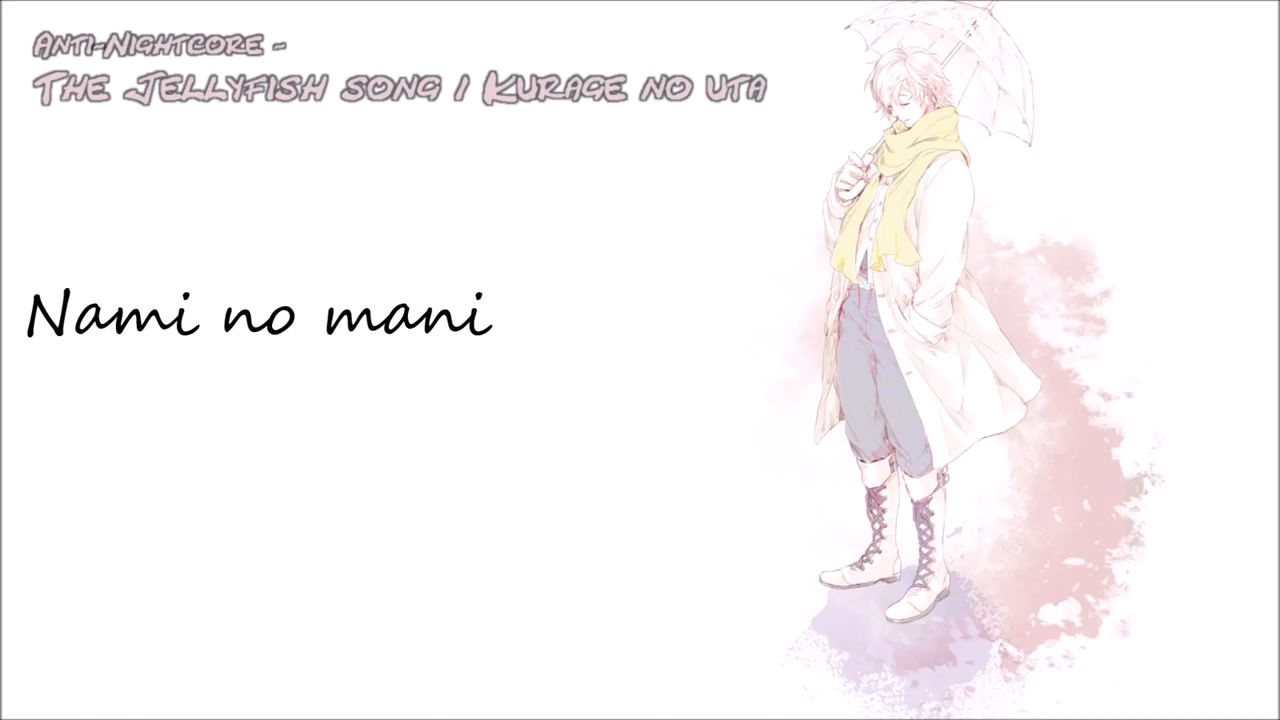 Anti-Nightcore ~
The Jellyfish song / Kurage no uta
Nami no mani